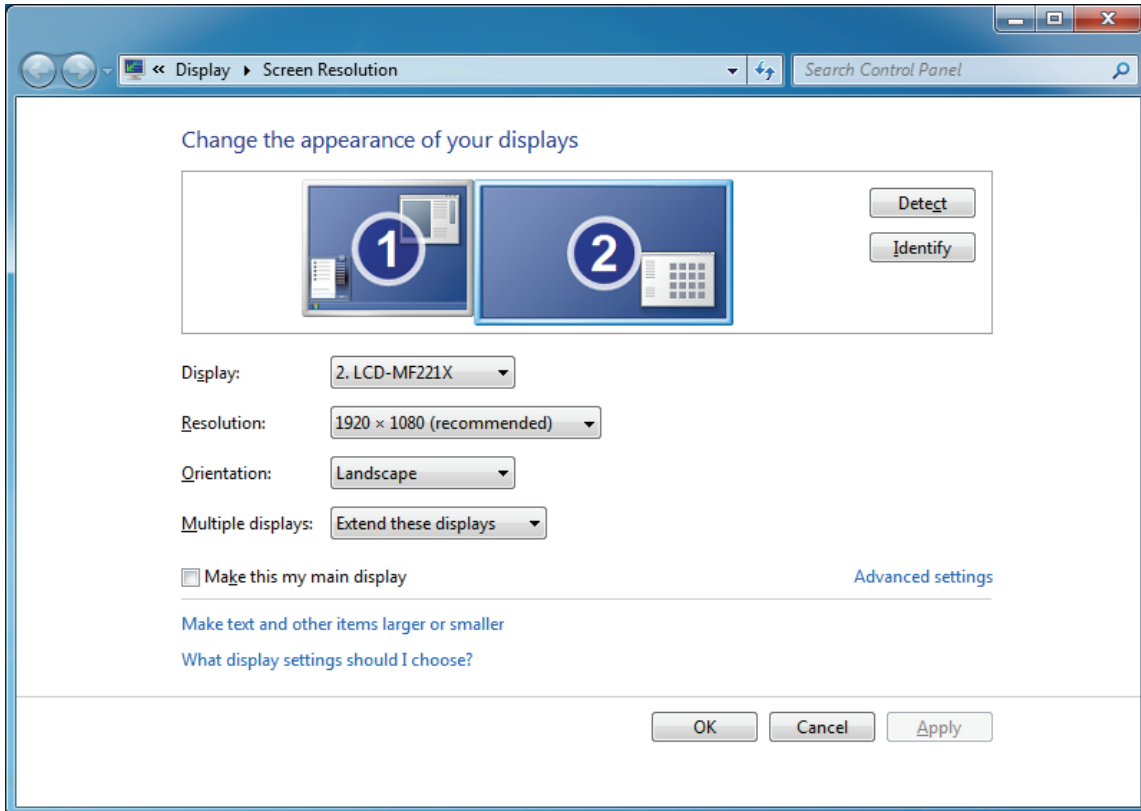 « Display ▸ Screen Resolution
Search Control Panel
Change the appearance of your displays
1
2
Detect
Identify
Display: 2. LCD-MF221X
Resolution: 1920 × 1080 (recommended)
Orientation: Landscape
Multiple displays: Extend these displays
Make this my main display
Advanced settings
Make text and other items larger or smaller
What display settings should I choose?
OK Cancel Apply